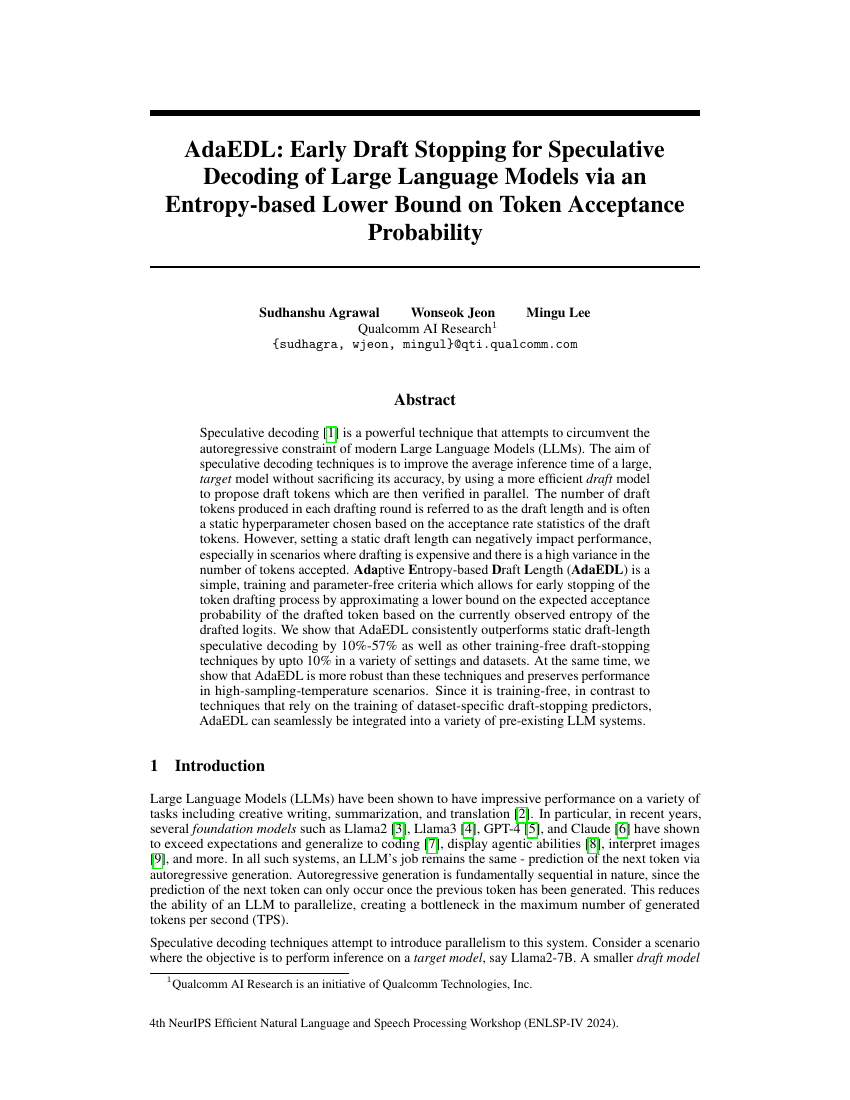 AdaEDL: Early Draft Stopping for Speculative
Decoding of Large Language Models via an
Entropy-based Lower Bound on Token Acceptance
Probability
Sudhanshu Agrawal Wonseok Jeon Mingu Lee
Qualcomm AI Research1
{sudhagra, wjeon, mingul}@qti.qualcomm.com
Abstract
Speculative decoding [1] is a powerful technique that attempts to circumvent the
autoregressive constraint of modern Large Language Models (LLMs). The aim of
speculative decoding techniques is to improve the average inference time of a large,
target model without sacrificing its accuracy, by using a more efficient draft model
to propose draft tokens which are then verified in parallel. The number of draft
tokens produced in each drafting round is referred to as the draft length and is often
a static hyperparameter chosen based on the acceptance rate statistics of the draft
tokens. However, setting a static draft length can negatively impact performance,
especially in scenarios where drafting is expensive and there is a high variance in the
number of tokens accepted. Adaptive Entropy-based Draft Length (AdaEDL) is a
simple, training and parameter-free criteria which allows for early stopping of the
token drafting process by approximating a lower bound on the expected acceptance
probability of the drafted token based on the currently observed entropy of the
drafted logits. We show that AdaEDL consistently outperforms static draft-length
speculative decoding by 10%-57% as well as other training-free draft-stopping
techniques by upto 10% in a variety of settings and datasets. At the same time, we
show that AdaEDL is more robust than these techniques and preserves performance
in high-sampling-temperature scenarios. Since it is training-free, in contrast to
techniques that rely on the training of dataset-specific draft-stopping predictors,
AdaEDL can seamlessly be integrated into a variety of pre-existing LLM systems.
1 Introduction
Large Language Models (LLMs) have been shown to have impressive performance on a variety of
tasks including creative writing, summarization, and translation [2]. In particular, in recent years,
several foundation models such as Llama2 [3], Llama3 [4], GPT-4 [5], and Claude [6] have shown
to exceed expectations and generalize to coding [7], display agentic abilities [8], interpret images
[9], and more. In all such systems, an LLM's job remains the same - prediction of the next token via
autoregressive generation. Autoregressive generation is fundamentally sequential in nature, since the
prediction of the next token can only occur once the previous token has been generated. This reduces
the ability of an LLM to parallelize, creating a bottleneck in the maximum number of generated
tokens per second (TPS).
Speculative decoding techniques attempt to introduce parallelism to this system. Consider a scenario
where the objective is to perform inference on a target model, say Llama2-7B. A smaller draft model
1Qualcomm AI Research is an initiative of Qualcomm Technologies, Inc.
4th NeurIPS Efficient Natural Language and Speech Processing Workshop (ENLSP-IV 2024).